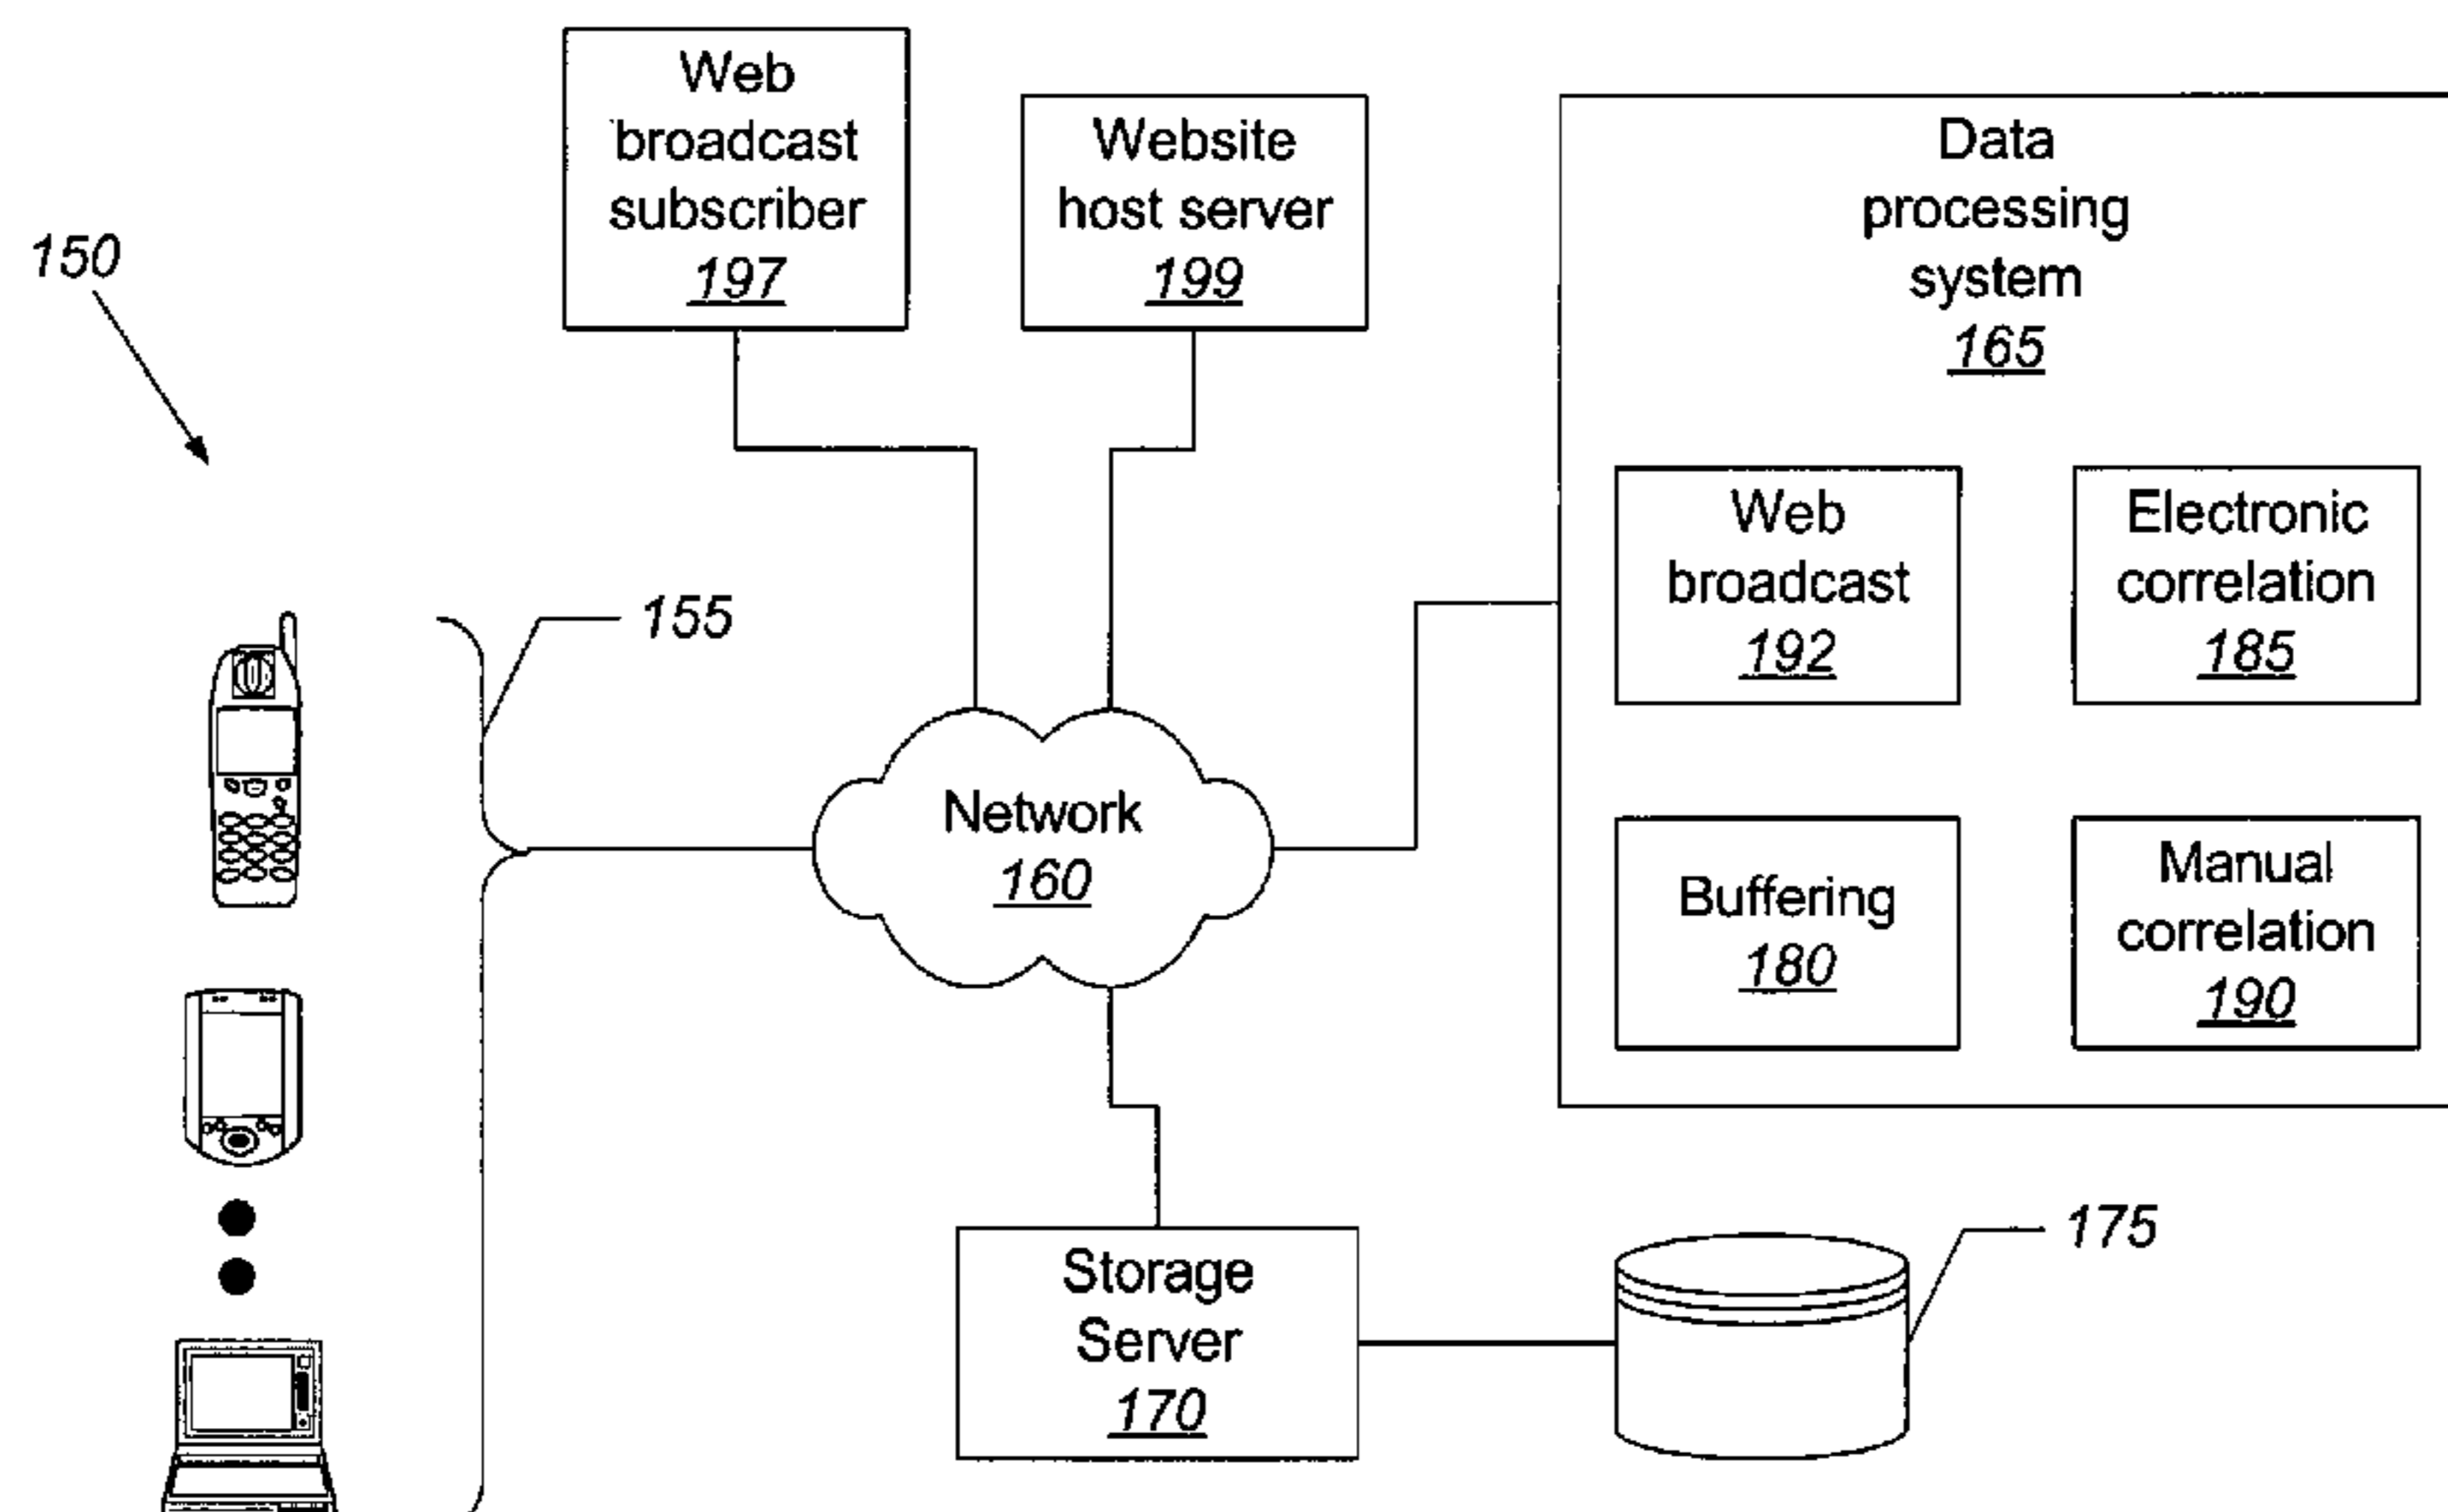 Web
broadcast
subscriber
197
Website
host server
199
Data
processing
system
165
150
Web
broadcast
192
Electronic
correlation
185
155
Network
160
Buffering
180
Manual
correlation
190
Storage
Server
170
175